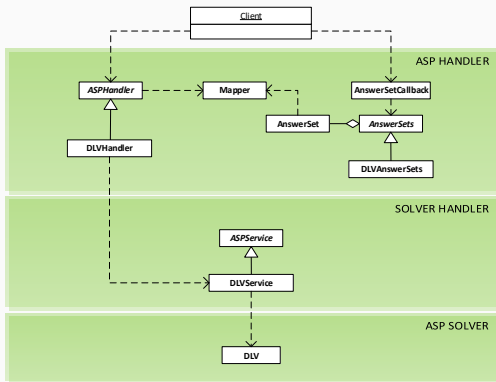 Client
ASP HANDLER
ASPHandler
Mapper
AnswerSetCallback
AnswerSet
AnswerSets
DLVHandler
DLVAnswerSets
SOLVER HANDLER
ASPService
DLVService
ASP SOLVER
DLV